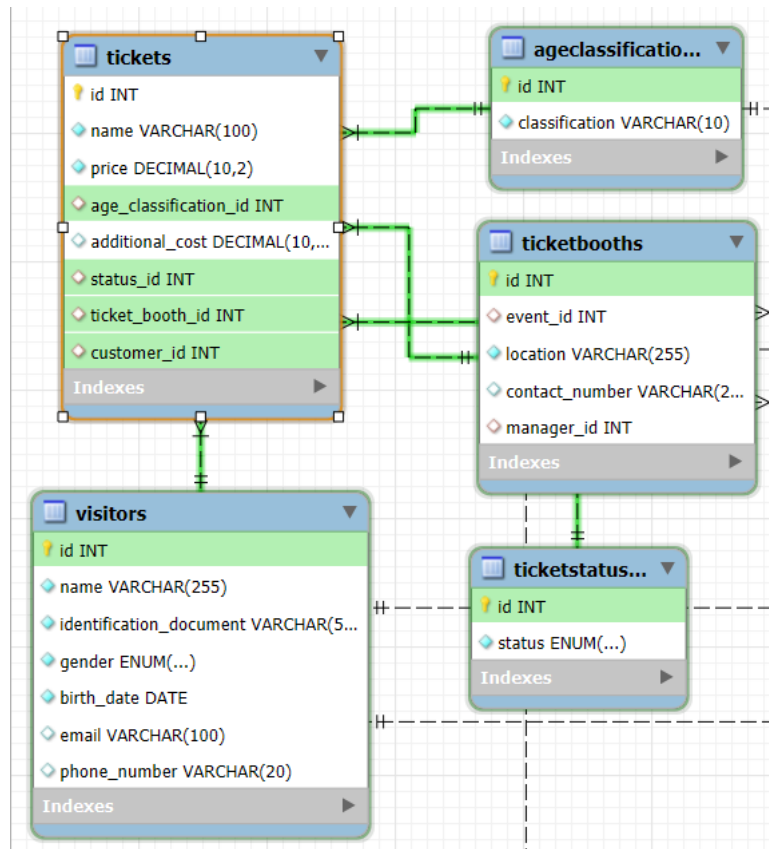 tickets
id INT
name VARCHAR(100)
price DECIMAL(10,2)
age_classification_id INT
additional_cost DECIMAL(10,...
status_id INT
ticket_booth_id INT
customer_id INT
Indexes
ageclassificatio...
id INT
classification VARCHAR(10)
Indexes
ticketbooths
id INT
event_id INT
location VARCHAR(255)
contact_number VARCHAR(2...
manager_id INT
Indexes
visitors
id INT
name VARCHAR(255)
identification_document VARCHAR(5...
gender ENUM(...)
birth_date DATE
email VARCHAR(100)
phone_number VARCHAR(20)
Indexes
ticketstatus...
id INT
status ENUM(...)
Indexes